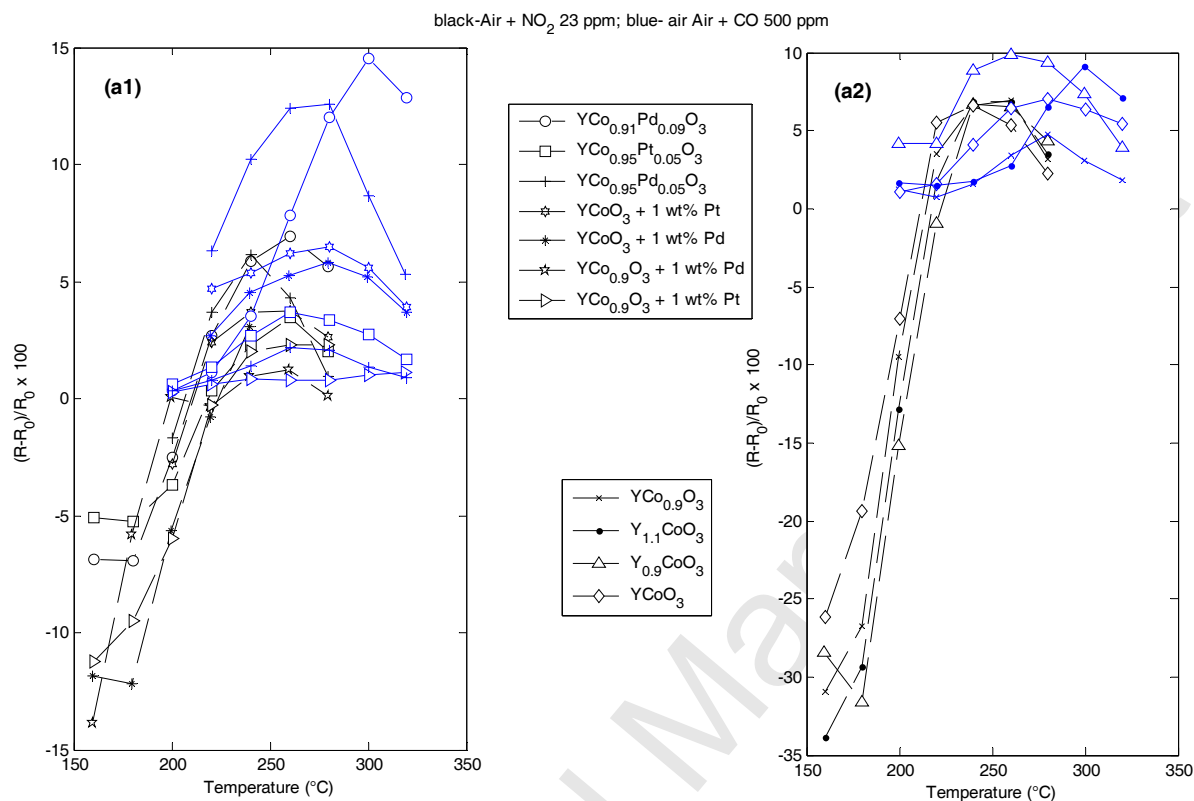 black-Air + NO2 23 ppm; blue- air Air + CO 500 ppm
(a1)
15
10
5
0
-5
-10
-15
150 200 250 300 350
Temperature (°C)
(R-R0)/R0 x 100
YCo0.91Pd0.09O3
YCo0.95Pt0.05O3
YCo0.95Pd0.05O3
YCoO3 + 1 wt% Pt
YCoO3 + 1 wt% Pd
YCo0.9O3 + 1 wt% Pd
YCo0.9O3 + 1 wt% Pt
YCo0.9O3
Y1.1CoO3
Y0.9CoO3
YCoO3
(a2)
10
5
0
-5
-10
-15
-20
-25
-30
-35
150 200 250 300 350
Temperature (°C)
(R-R0)/R0 x 100